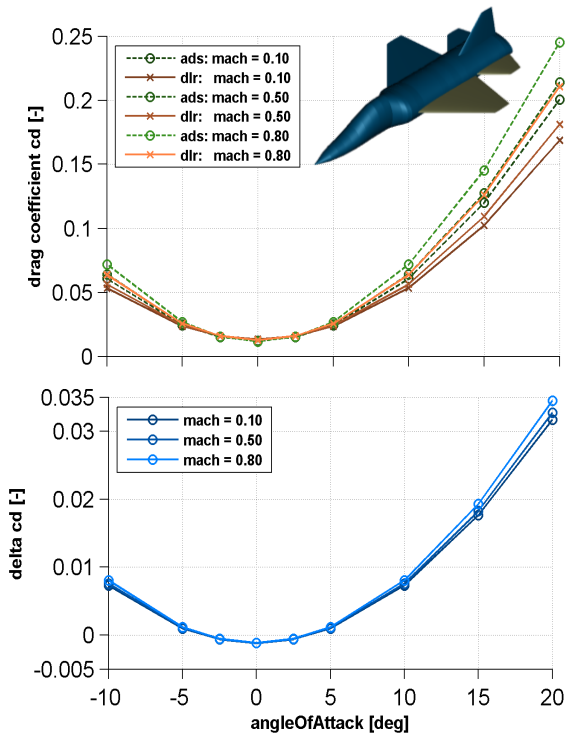 0.25
0.2
0.15
0.1
0.05
0
drag coefficient cd [-]
ads: mach = 0.10
dlr: mach = 0.10
ads: mach = 0.50
dlr: mach = 0.50
ads: mach = 0.80
dlr: mach = 0.80
0.035
0.03
0.02
0.01
0
-0.005
delta cd [-]
mach = 0.10
mach = 0.50
mach = 0.80
-10 -5 0 5 10 15 20
angleOfAttack [deg]